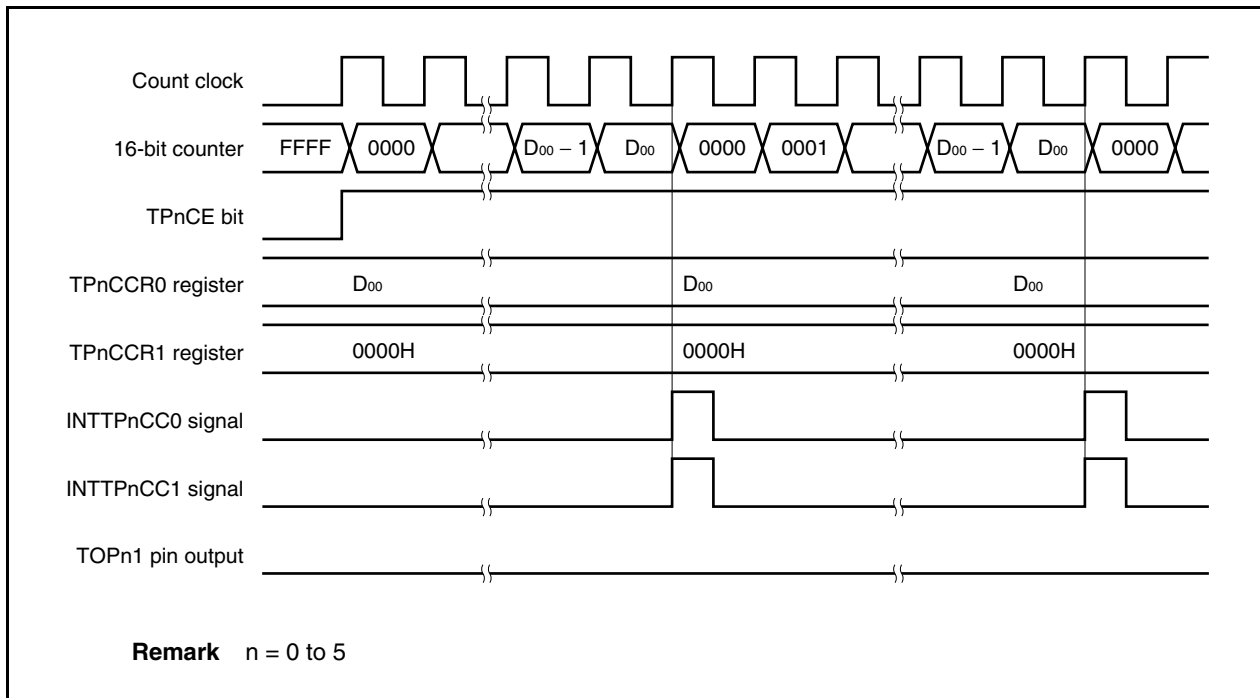 Count clock
16-bit counter FFFF 0000 D00 − 1 D00 0000 0001 D00 − 1 D00 0000
TPnCE bit
TPnCCR0 register D00 D00 D00
TPnCCR1 register 0000H 0000H 0000H
INTTPnCC0 signal
INTTPnCC1 signal
TOPn1 pin output
Remark n = 0 to 5